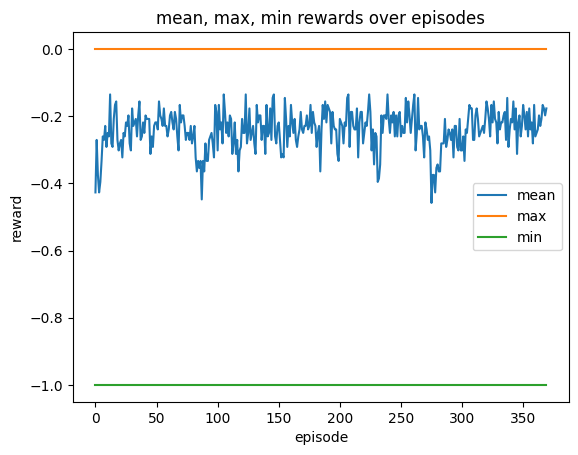 mean, max, min rewards over episodes
0.0
−0.2
−0.4
−0.6
−0.8
−1.0
reward
mean
max
min
0 50 100 150 200 250 300 350
episode